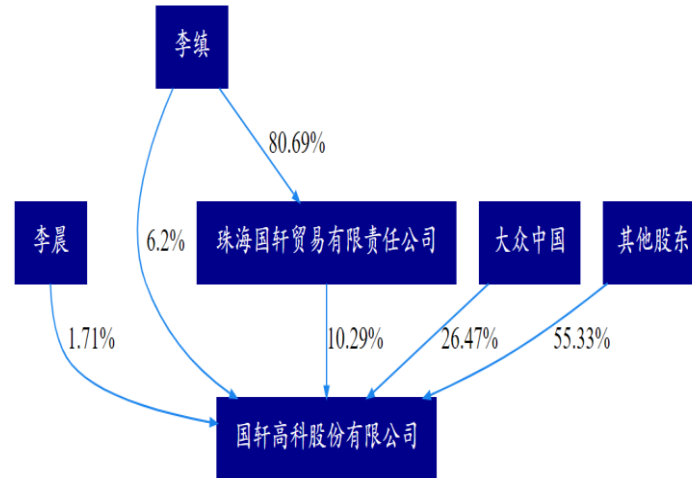 李缜
80.69%
李晨
6.2%
珠海国轩贸易有限责任公司
大众中国
其他股东
1.71%
10.29%
26.47%
55.33%
国轩高科股份有限公司